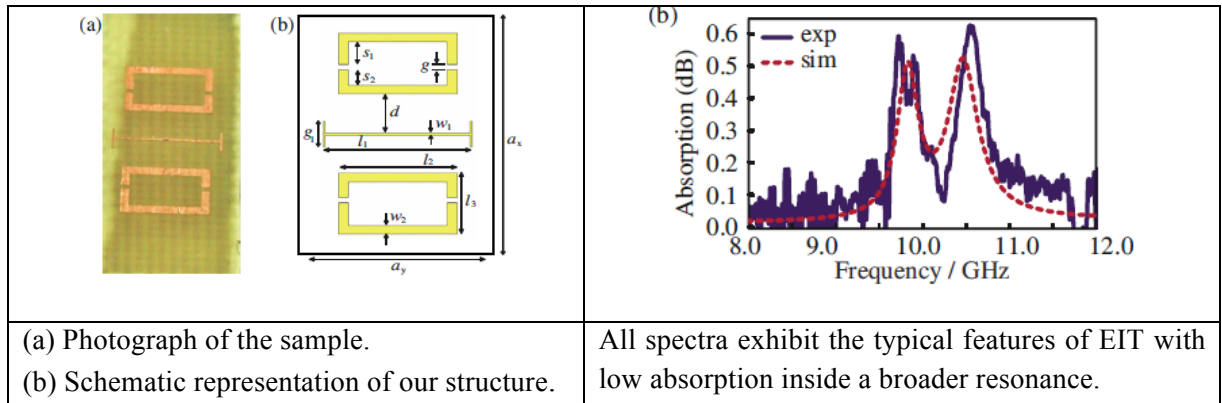 (a)
(b)
s1
s2
g
d
g1
w1
l1
l2
l3
w2
ax
ay
(b)
exp
sim
Absorption (dB)
0.6
0.5
0.4
0.3
0.2
0.1
0.0
8.0 9.0 10.0 11.0 12.0
Frequency / GHz
(a) Photograph of the sample.
(b) Schematic representation of our structure.
All spectra exhibit the typical features of EIT with
low absorption inside a broader resonance.